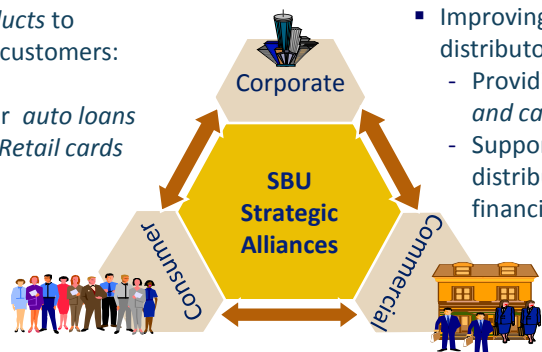 ducts to
customers:
r auto loans
Retail cards
▪ Improving
distributo
- Provid
and ca
- Suppor
distrib
financi
Corporate
SBU
Strategic
Alliances
Consumer
Commercial